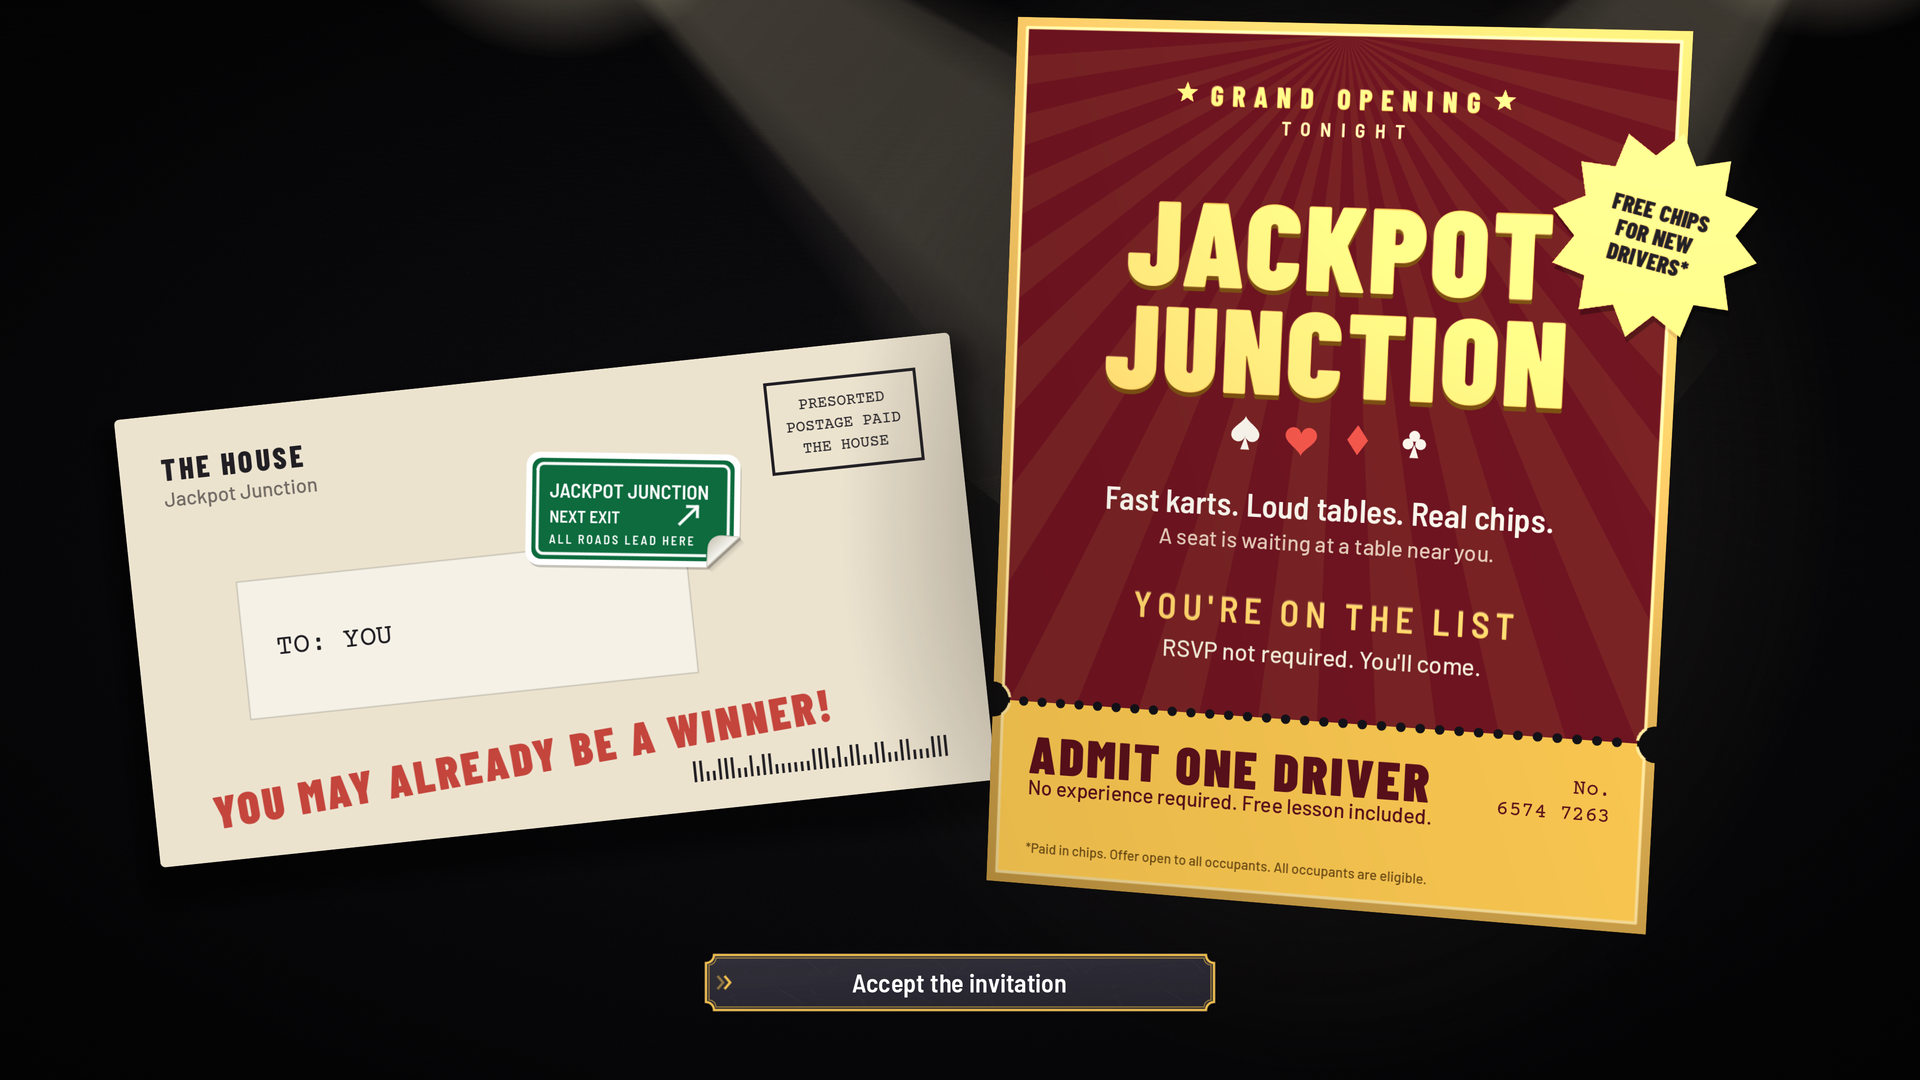 THE HOUSE
Jackpot Junction
PRESORTED
POSTAGE PAID
THE HOUSE
JACKPOT JUNCTION
NEXT EXIT
ALL ROADS LEAD HERE
TO: YOU
YOU MAY ALREADY BE A WINNER!
GRAND OPENING
TONIGHT
JACKPOT
JUNCTION
FREE CHIPS
FOR NEW
DRIVERS*
Fast karts. Loud tables. Real chips.
A seat is waiting at a table near you.
YOU'RE ON THE LIST
RSVP not required. You'll come.
ADMIT ONE DRIVER
No experience required. Free lesson included.
No.
6574 7263
*Paid in chips. Offer open to all occupants. All occupants are eligible.
Accept the invitation